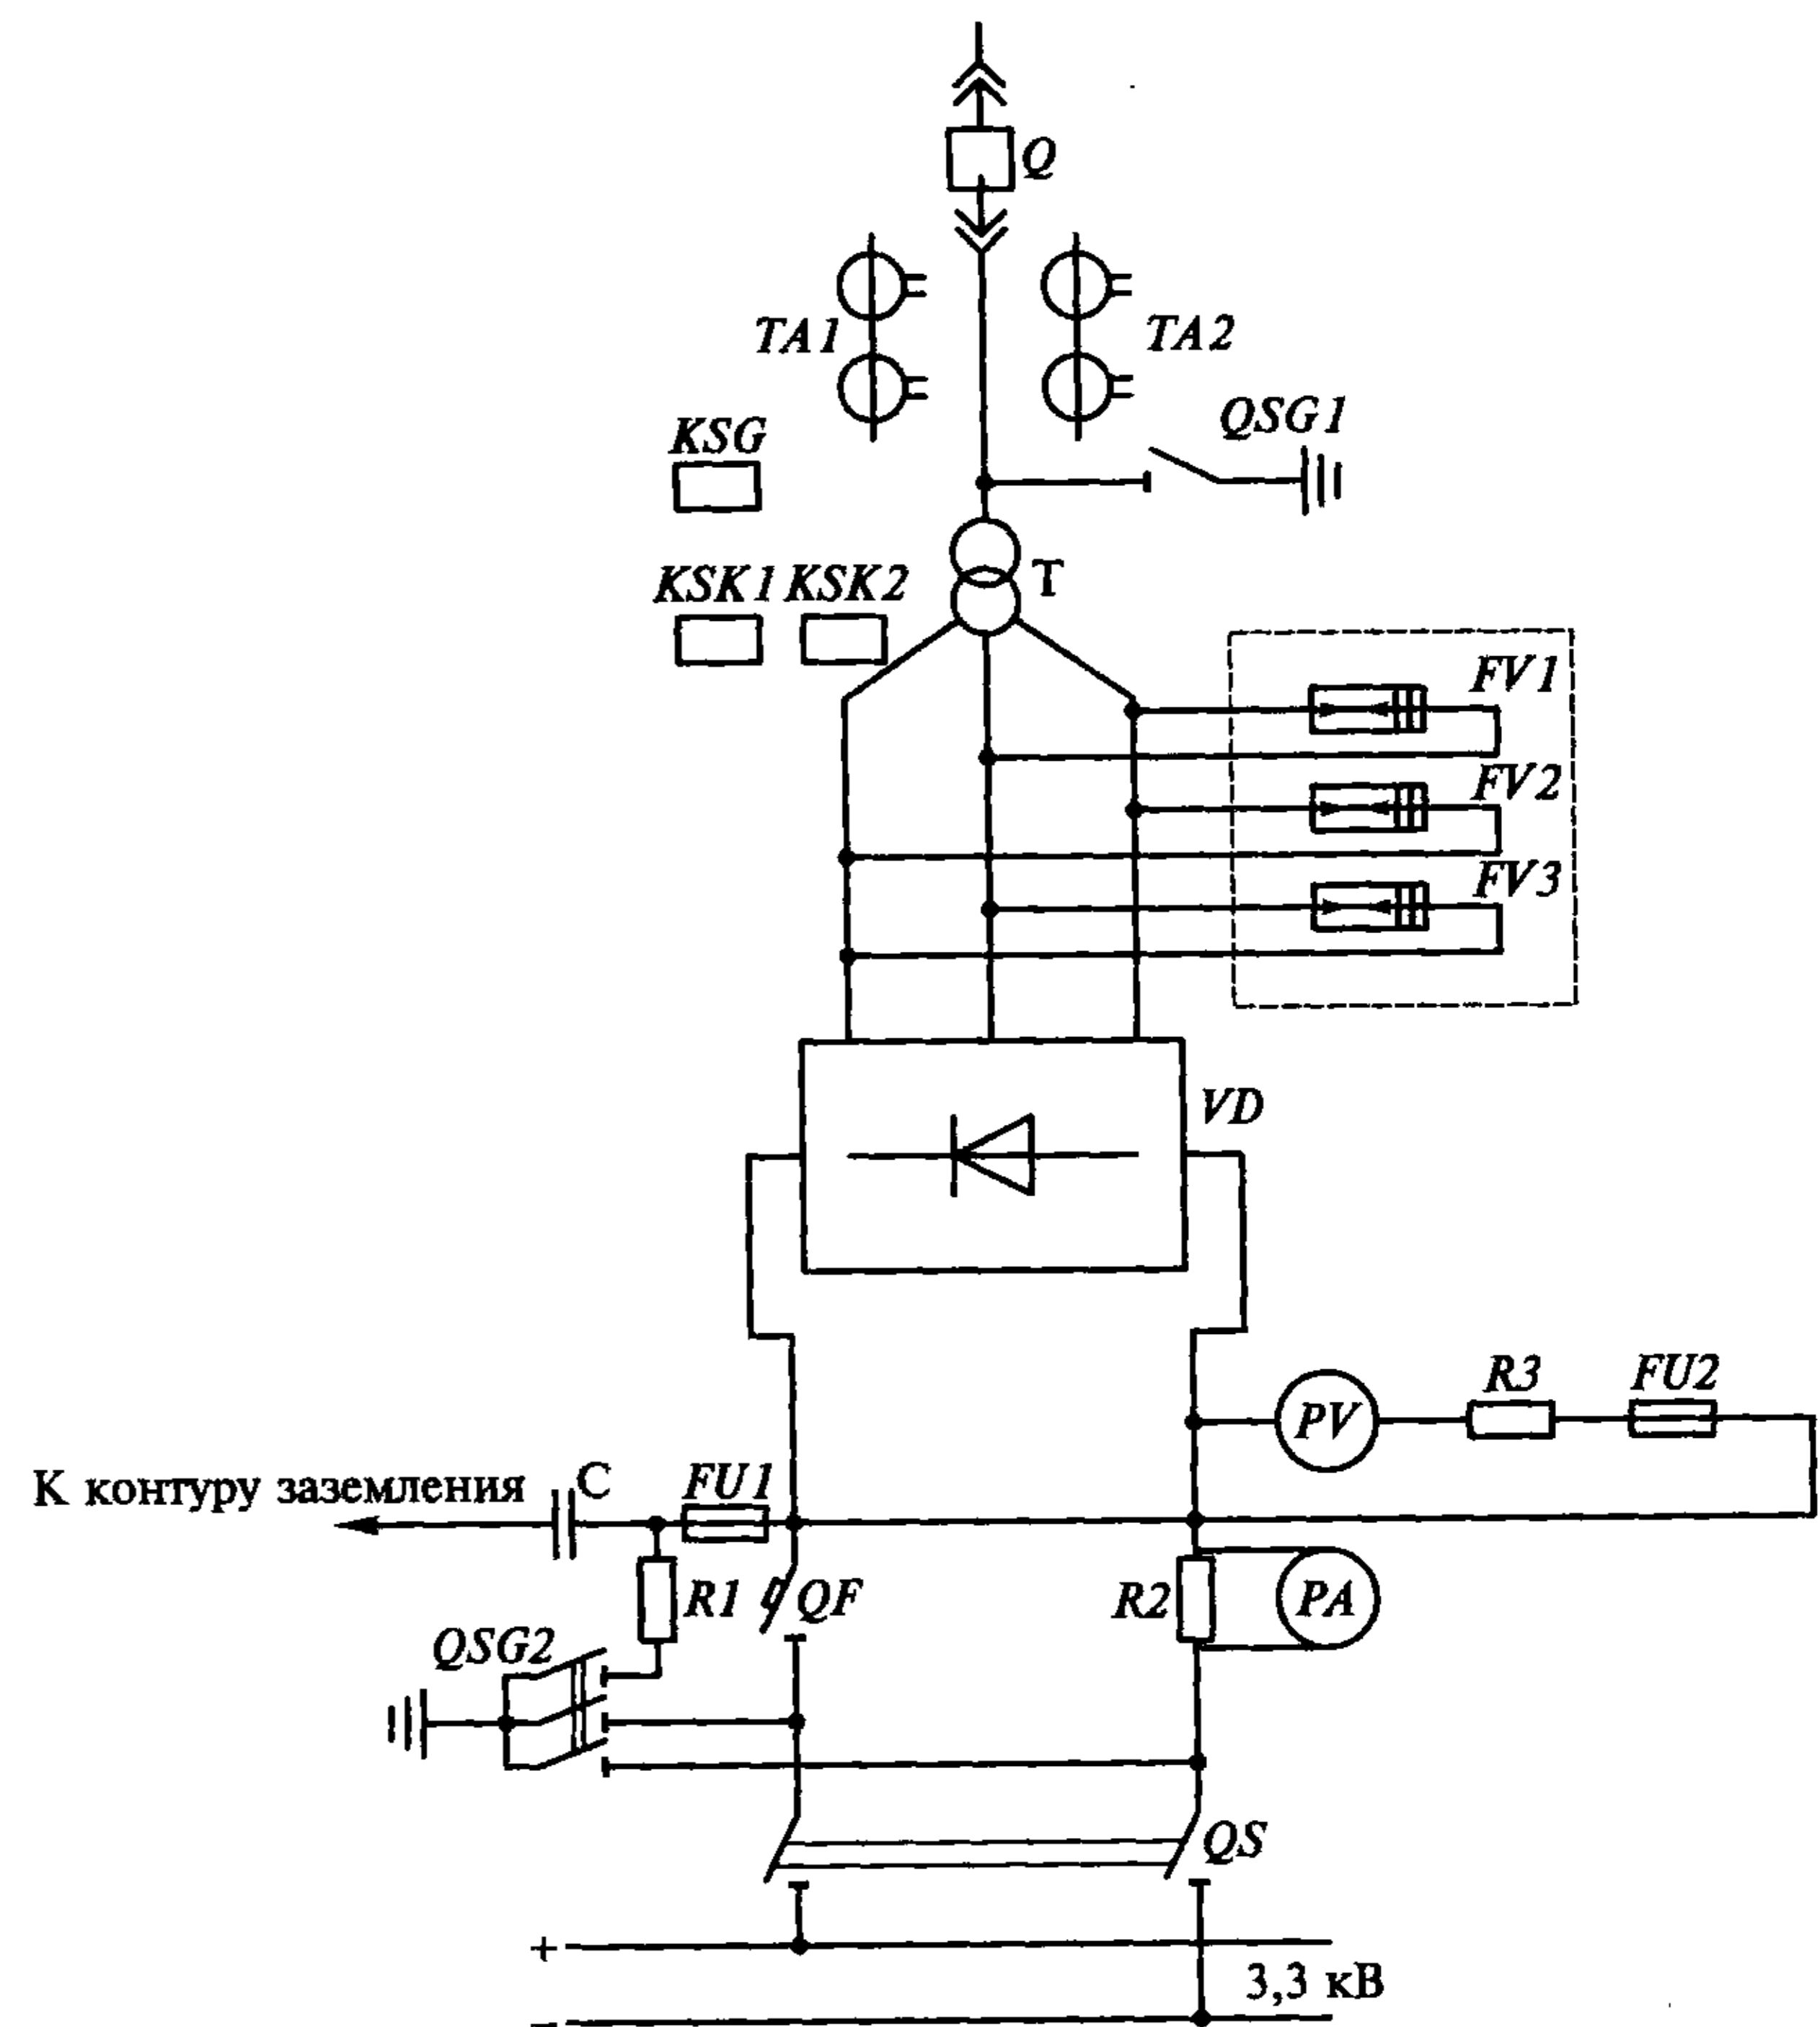 Q
TA1
TA2
QSG1
KSG
T
KSK1 KSK2
FV1
FV2
FV3
VD
R3
FU2
PV
К контуру заземления
C
FU1
R1
QF
R2
PA
QSG2
QS
+
3,3 кВ
−